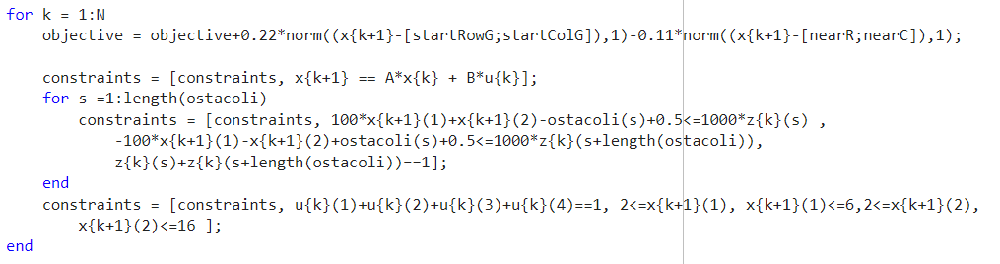 for k = 1:N
objective = objective+0.22*norm((x{k+1}-[startRowG;startColG]),1)-0.11*norm((x{k+1}-[nearR;nearC]),1);
constraints = [constraints, x{k+1} == A*x{k} + B*u{k}];
for s =1:length(ostacoli)
constraints = [constraints, 100*x{k+1}(1)+x{k+1}(2)-ostacoli(s)+0.5<=1000*z{k}(s) ,
-100*x{k+1}(1)-x{k+1}(2)+ostacoli(s)+0.5<=1000*z{k}(s+length(ostacoli)),
z{k}(s)+z{k}(s+length(ostacoli))==1];
end
constraints = [constraints, u{k}(1)+u{k}(2)+u{k}(3)+u{k}(4)==1, 2<=x{k+1}(1), x{k+1}(1)<=6,2<=x{k+1}(2),
x{k+1}(2)<=16 ];
end